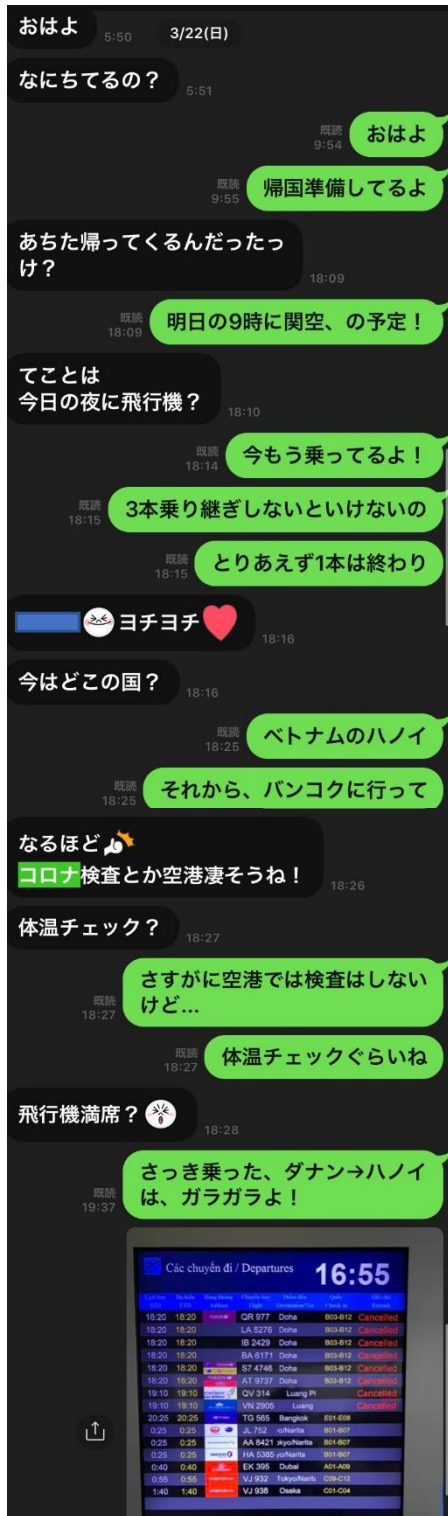 おはよ
5:50
3/22(日)
なにちてるの？
5:51
既読
9:54
おはよ
既読
9:55
帰国準備してるよ
あちた帰ってくるんだったっ
け？
18:09
既読
18:09
明日の9時に関空、の予定！
てことは
今日の夜に飛行機？
18:10
既読
18:14
今もう乗ってるよ！
既読
18:15
3本乗り継ぎしないといけないの
既読
18:15
とりあえず1本は終わり
ヨチヨチ
18:16
今はどこの国？
18:16
既読
18:25
ベトナムのハノイ
既読
18:25
それから、バンコクに行って
なるほど
コロナ検査とか空港凄そうね！
18:26
体温チェック？
18:27
さすがに空港では検査はしない
けど…
既読
18:27
既読
18:27
体温チェックぐらいね
飛行機満席？
18:28
さっき乗った、ダナン→ハノイ
は、ガラガラよ！
既読
19:37
Các chuyến đi / Departures 16:55
18:20 18:20 QR 977 Doha B03-B12 Cancelled
18:20 18:20 LA 5276 Doha B03-B12 Cancelled
18:20 18:20 IB 2429 Doha B03-B12 Cancelled
18:20 18:20 BA 6171 Doha B03-B12 Cancelled
18:20 18:20 S7 4746 Doha B03-B12 Cancelled
18:20 18:20 AT 9737 Doha B03-B12 Cancelled
19:10 19:10 QV 314 Luang P Cancelled
19:10 19:10 VN 2905 Luang Cancelled
20:25 20:25 TG 565 Bangkok E01-E08
0:25 0:25 JL 752 yo/Narita B01-B07
0:25 0:25 AA 8421 kyo/Narita B01-B07
0:25 0:25 HA 5385 yo/Narita B01-B07
0:40 0:40 EK 395 Dubai A01-A09
0:55 0:55 VJ 932 Tokyo/Narita C09-C12
1:40 1:40 VJ 938 Osaka C01-C04